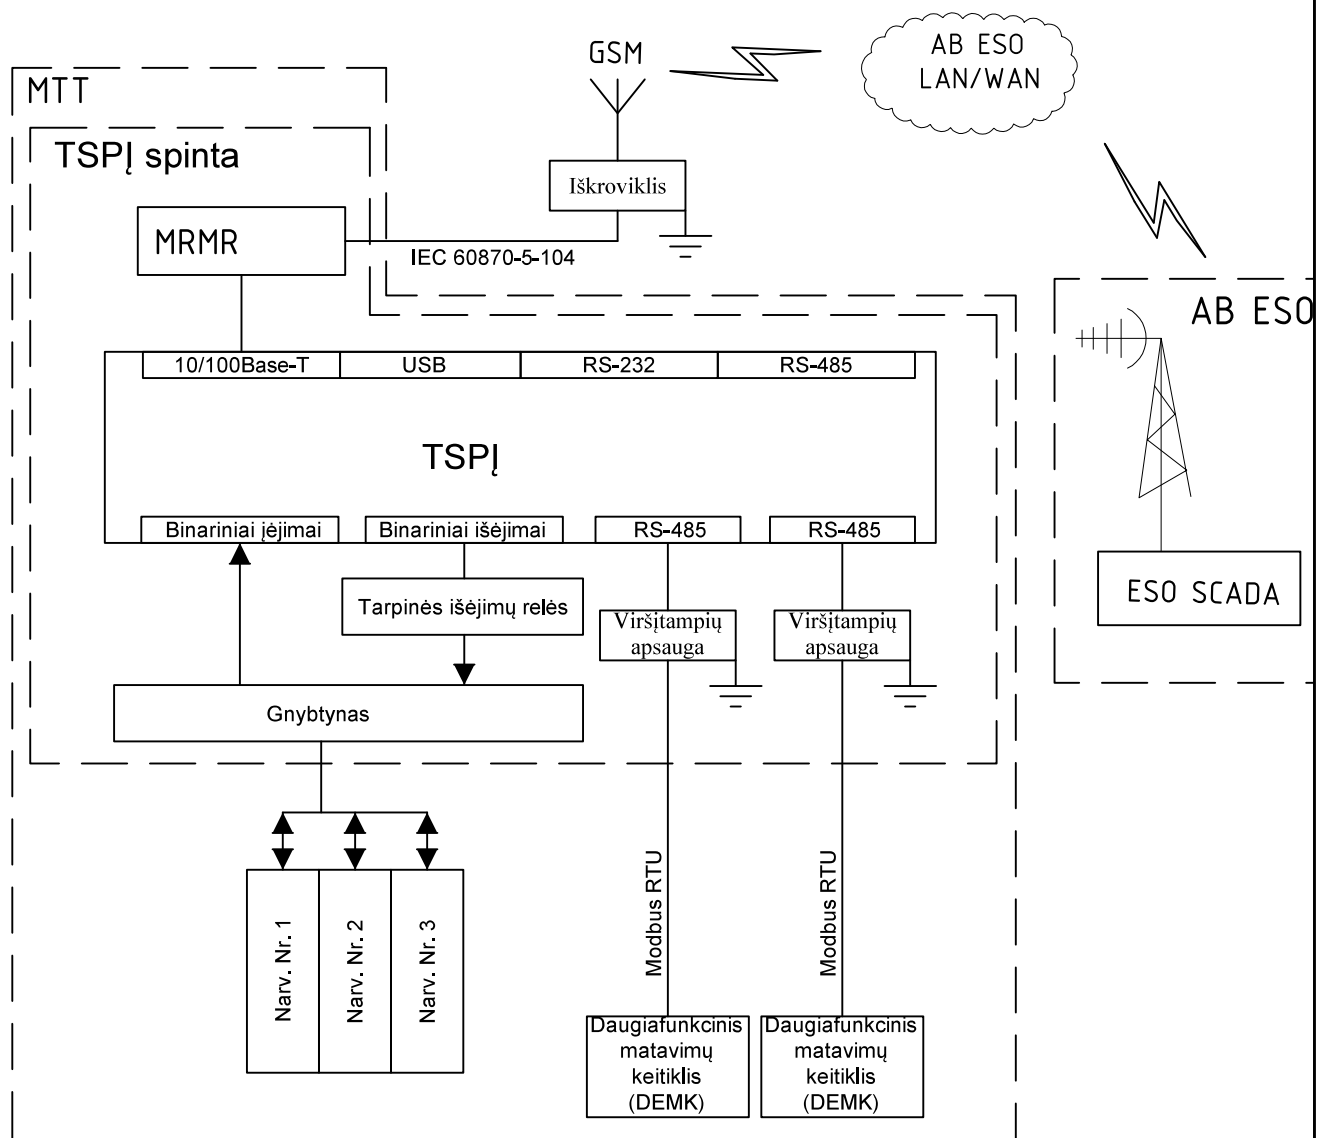 GSM
AB ESO
LAN/WAN
MTT
TSPĮ spinta
Iškroviklis
MRMR
IEC 60870-5-104
AB ESO
10/100Base-T
USB
RS-232
RS-485
TSPĮ
Binariniai įėjimai
Binariniai išėjimai
RS-485
RS-485
Tarpinės išėjimų relės
Viršįtampių
apsauga
Viršįtampių
apsauga
ESO SCADA
Gnybtynas
Modbus RTU
Modbus RTU
Narv. Nr. 1
Narv. Nr. 2
Narv. Nr. 3
Daugiafunkcinis
matavimų
keitiklis
(DEMK)
Daugiafunkcinis
matavimų
keitiklis
(DEMK)